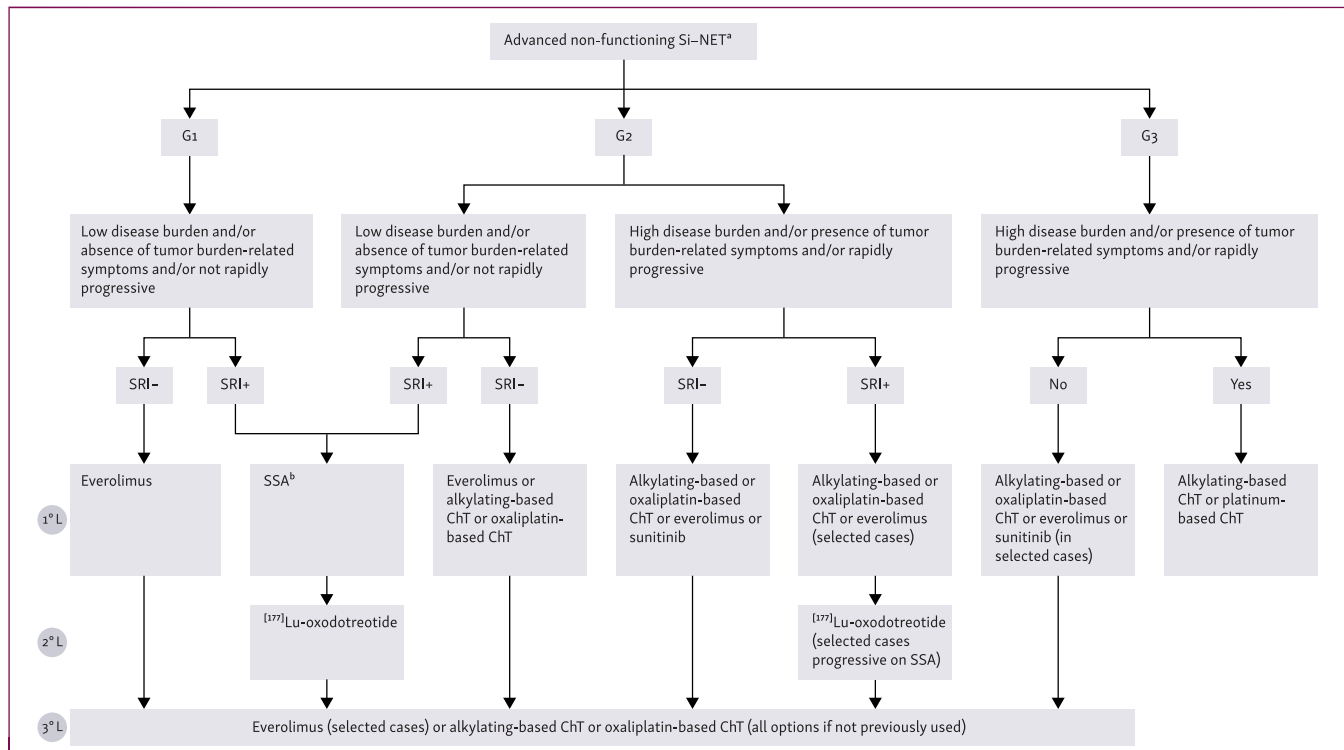 Advanced non-functioning Si–NETᵃ
G1
G2
G3
Low disease burden and/or
absence of tumor burden-related
symptoms and/or not rapidly
progressive
Low disease burden and/or
absence of tumor burden-related
symptoms and/or not rapidly
progressive
High disease burden and/or presence of tumor
burden-related symptoms and/or rapidly
progressive
High disease burden and/or presence of tumor
burden-related symptoms and/or rapidly
progressive
SRI–
SRI+
SRI+
SRI–
SRI–
SRI+
No
Yes
1° L
Everolimus
SSAᵇ
Everolimus or
alkylating-based
ChT or oxaliplatin-
based ChT
Alkylating-based or
oxaliplatin-based
ChT or everolimus or
sunitinib
Alkylating-based or
oxaliplatin-based
ChT or everolimus
(selected cases)
Alkylating-based or
oxaliplatin-based
ChT or everolimus or
sunitinib (in
selected cases)
Alkylating-based
ChT or platinum-
based ChT
2° L
[¹⁷⁷]Lu-oxodotreotide
[¹⁷⁷]Lu-oxodotreotide
(selected cases
progressive on SSA)
3° L
Everolimus (selected cases) or alkylating-based ChT or oxaliplatin-based ChT (all options if not previously used)